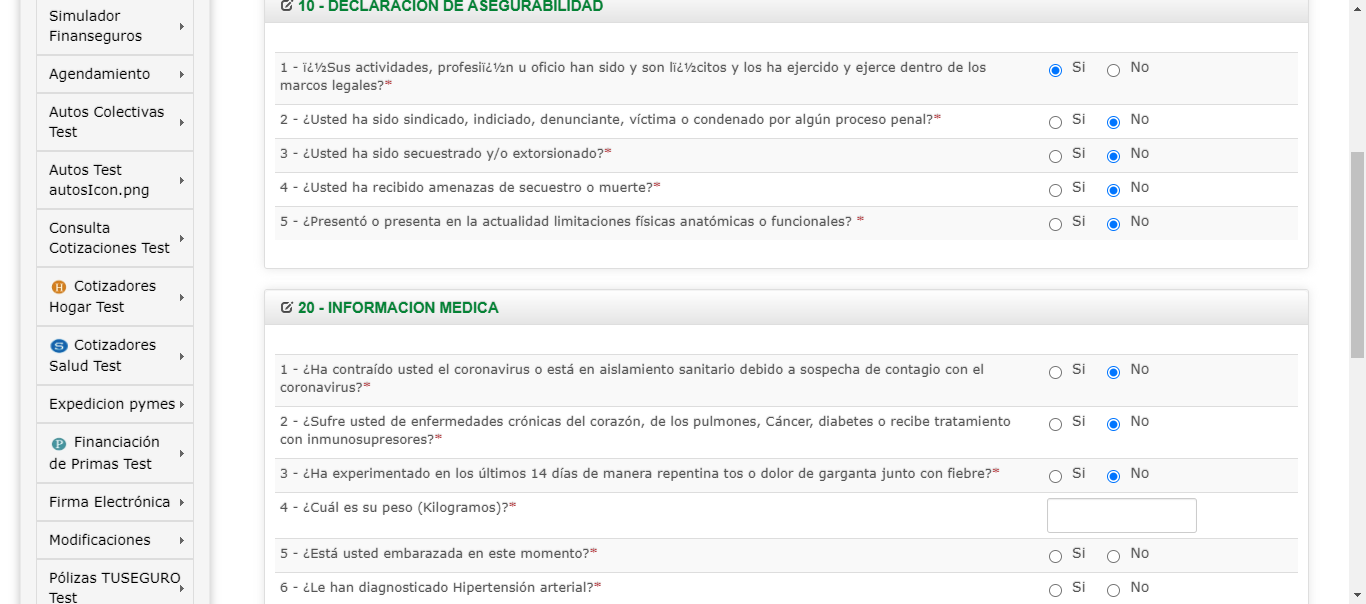 Simulador
Finanseguros
Agendamiento
Autos Colectivas
Test
Autos Test
autosIcon.png
Consulta
Cotizaciones Test
H Cotizadores
Hogar Test
S Cotizadores
Salud Test
Expedicion pymes
P Financiación
de Primas Test
Firma Electrónica
Modificaciones
Pólizas TUSEGURO
Test
10 - DECLARACION DE ASEGURABILIDAD
1 - ï¿½Sus actividades, profesiï¿½n u oficio han sido y son lï¿½citos y los ha ejercido y ejerce dentro de los
marcos legales?* Si No
2 - ¿Usted ha sido sindicado, indiciado, denunciante, víctima o condenado por algún proceso penal?* Si No
3 - ¿Usted ha sido secuestrado y/o extorsionado?* Si No
4 - ¿Usted ha recibido amenazas de secuestro o muerte?* Si No
5 - ¿Presentó o presenta en la actualidad limitaciones físicas anatómicas o funcionales? * Si No
20 - INFORMACION MEDICA
1 - ¿Ha contraído usted el coronavirus o está en aislamiento sanitario debido a sospecha de contagio con el
coronavirus?* Si No
2 - ¿Sufre usted de enfermedades crónicas del corazón, de los pulmones, Cáncer, diabetes o recibe tratamiento
con inmunosupresores?* Si No
3 - ¿Ha experimentado en los últimos 14 días de manera repentina tos o dolor de garganta junto con fiebre?* Si No
4 - ¿Cuál es su peso (Kilogramos)?*
5 - ¿Está usted embarazada en este momento?* Si No
6 - ¿Le han diagnosticado Hipertensión arterial?* Si No